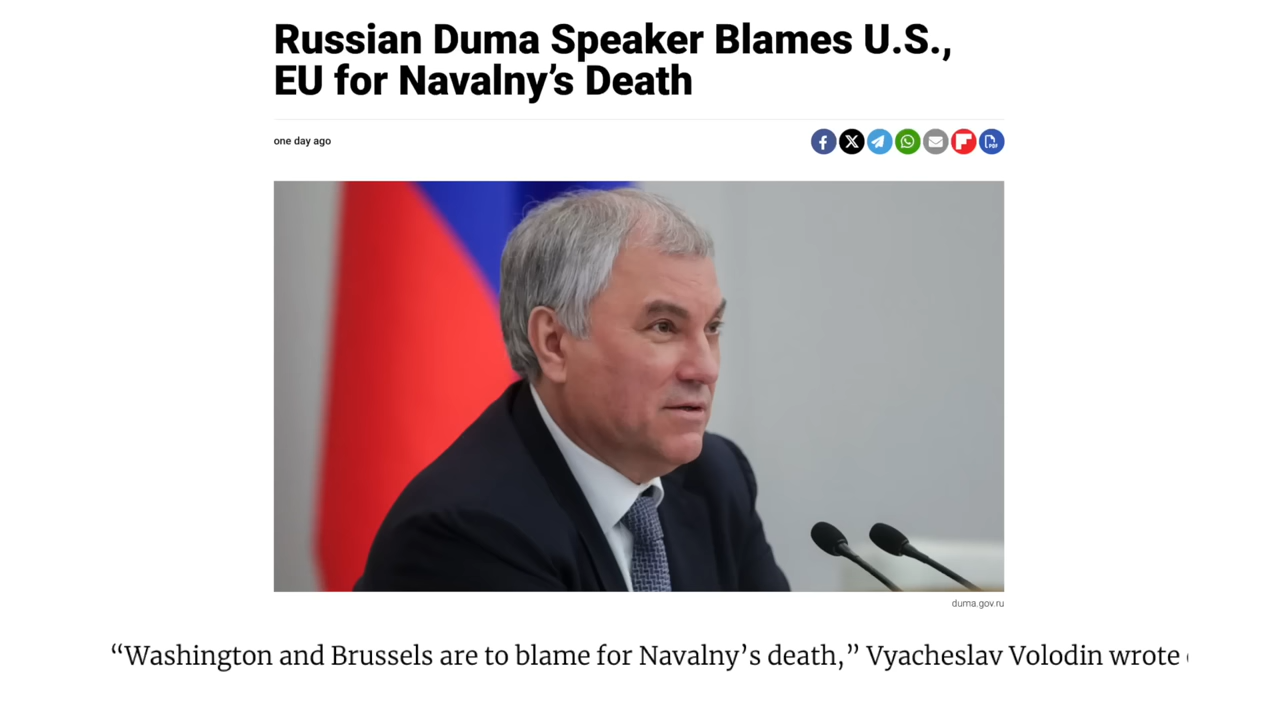 Russian Duma Speaker Blames U.S.,
EU for Navalny’s Death
one day ago
PDF
duma.gov.ru
“Washington and Brussels are to blame for Navalny’s death,” Vyacheslav Volodin wrote